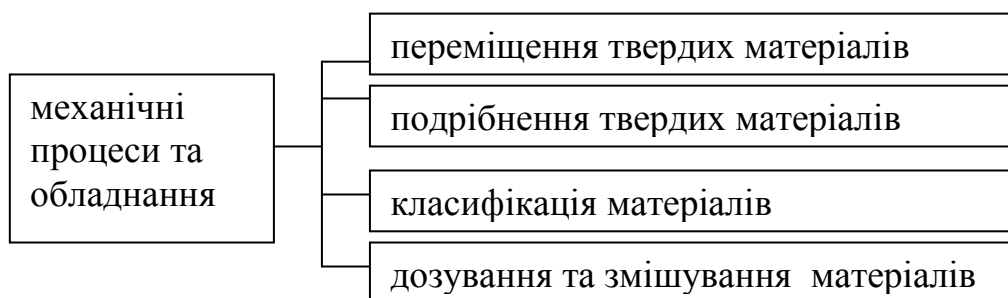 механічні
процеси та
обладнання
переміщення твердих матеріалів
подрібнення твердих матеріалів
класифікація матеріалів
дозування та змішування матеріалів